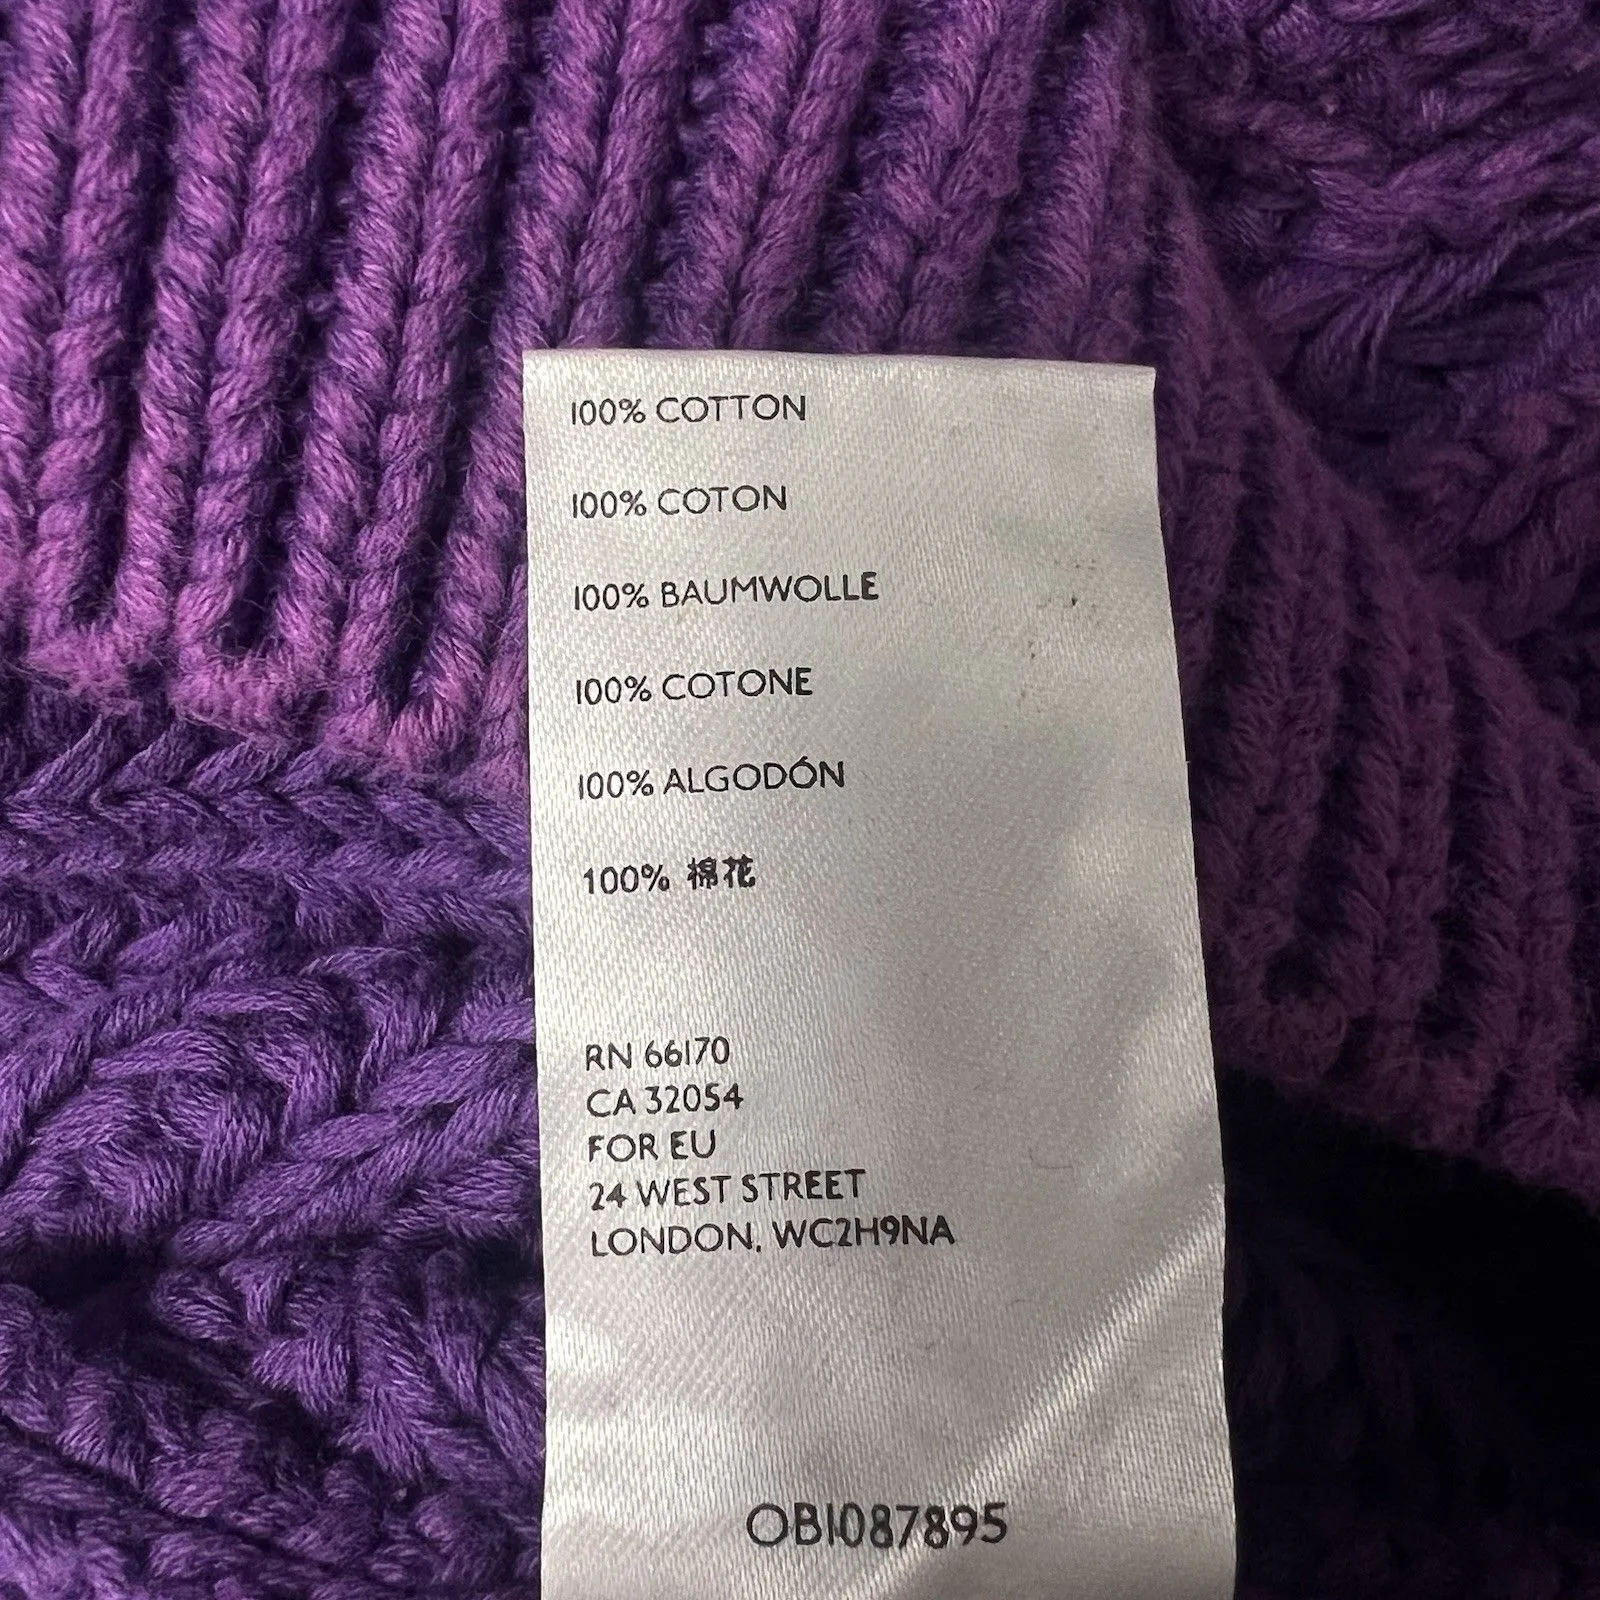 100% COTTON
100% COTON
100% BAUMWOLLE
100% COTONE
100% ALGODÓN
100% 棉花
RN 66170
CA 32054
FOR EU
24 WEST STREET
LONDON, WC2H9NA
OB1087895